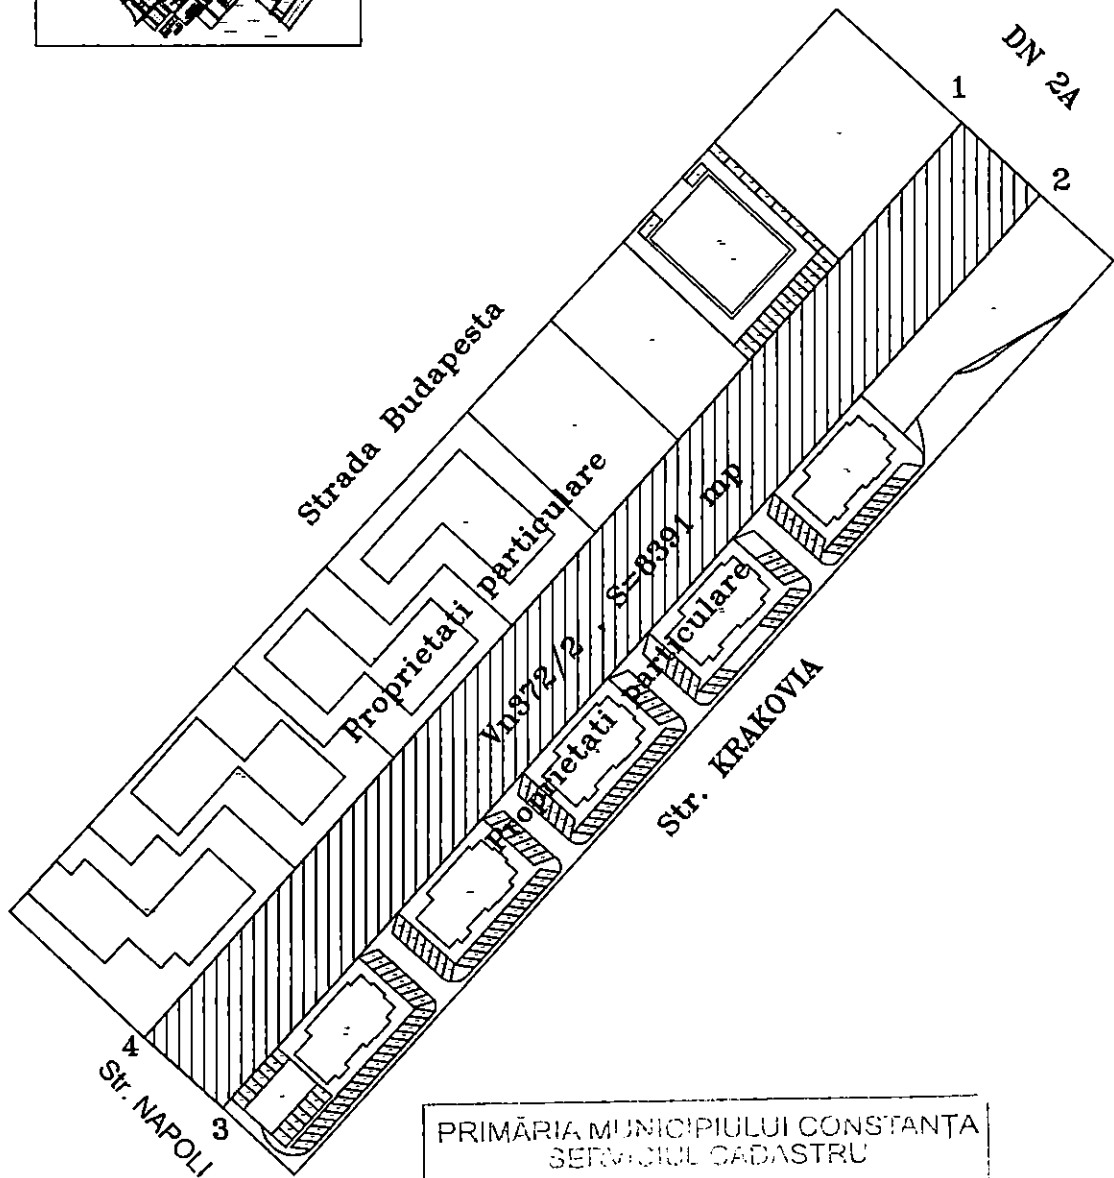 DN 2A
1
2
Strada Budapesta
Proprietati particulare
Vn372/2 , S=8391 mp
Proprietati particulare
Str. KRAKOVIA
4
Str. NAPOLI
3
PRIMĂRIA MUNICIPIULUI CONSTANȚA
SERVICIUL CADASTRU